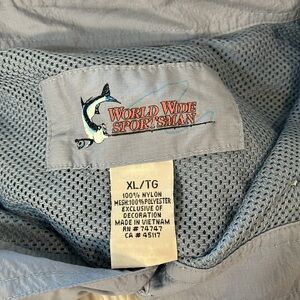 WORLD WIDE
SPORTSMAN
XL/TG
100% NYLON
MESH:100% POLYESTER
EXCLUSIVE OF
DECORATION
MADE IN VIETNAM
RN # 74747
CA # 45117